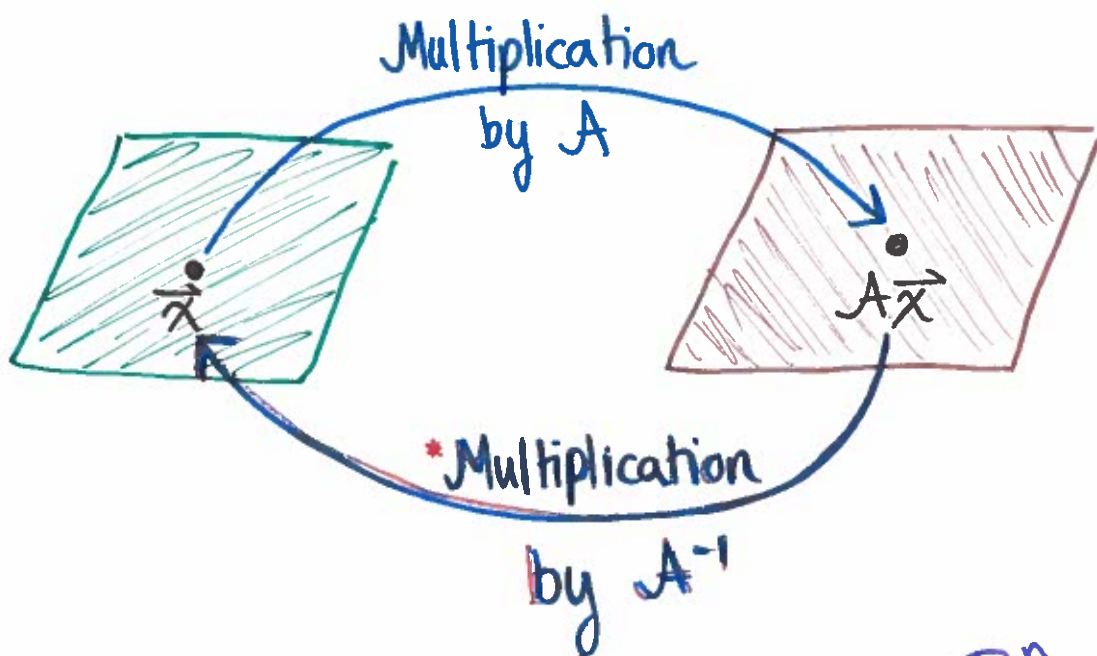 Multiplication
by A
x⃗
Ax⃗
*Multiplication
by A⁻¹